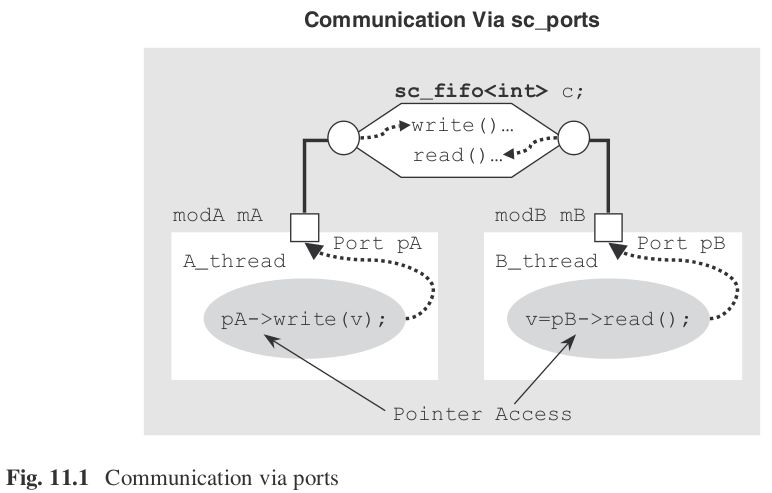 Communication Via sc_ports
sc_fifo<int> c;
write()…
read()…
modA mA
modB mB
Port pA
Port pB
A_thread
B_thread
pA->write(v);
v=pB->read();
Pointer Access
Fig. 11.1 Communication via ports